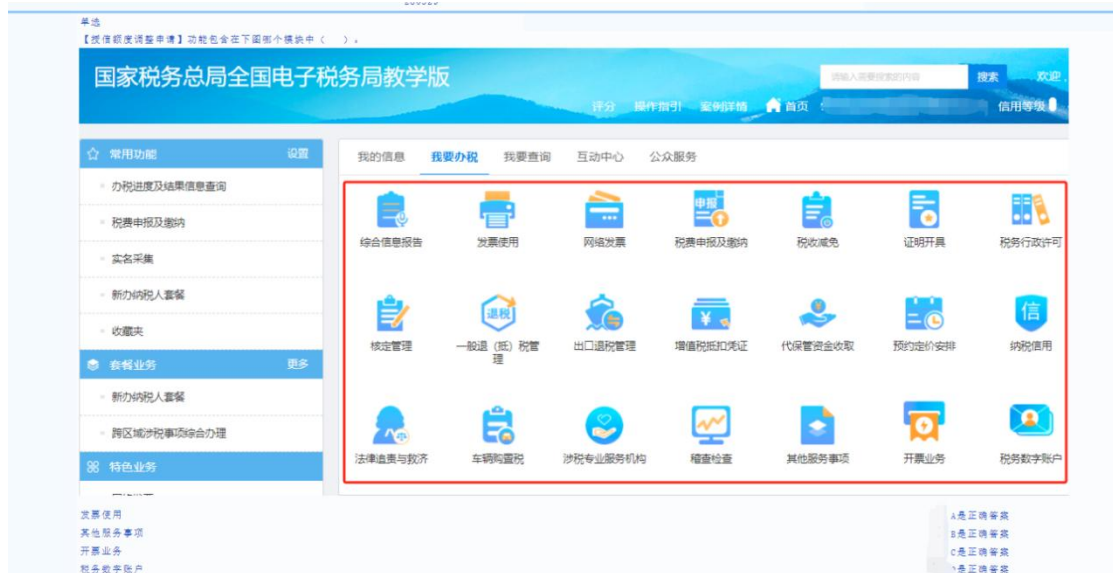 单选
【授信额度调整申请】功能包含在下面哪个模块中（ ）。
国家税务总局全国电子税务局教学版
请输入需要搜索的内容 搜索 欢迎，
评分 操作指引 案例详情 首页 信用等级
常用功能 设置
办税进度及结果信息查询
税费申报及缴纳
实名采集
新办纳税人套餐
收藏夹
套餐业务 更多
新办纳税人套餐
跨区域涉税事项综合办理
特色业务
我的信息 我要办税 我要查询 互动中心 公众服务
申报
综合信息报告 发票使用 网络发票 税费申报及缴纳 税收减免 证明开具 税务行政许可
退税 信
核定管理 一般退（抵）税管 出口退税管理 增值税抵扣凭证 代保管资金收取 预约定价安排 纳税信用
理
法律追责与救济 车辆购置税 涉税专业服务机构 稽查检查 其他服务事项 开票业务 税务数字账户
发票使用 A是正确答案
其他服务事项 B是正确答案
开票业务 C是正确答案
税务数字账户 是正确答案